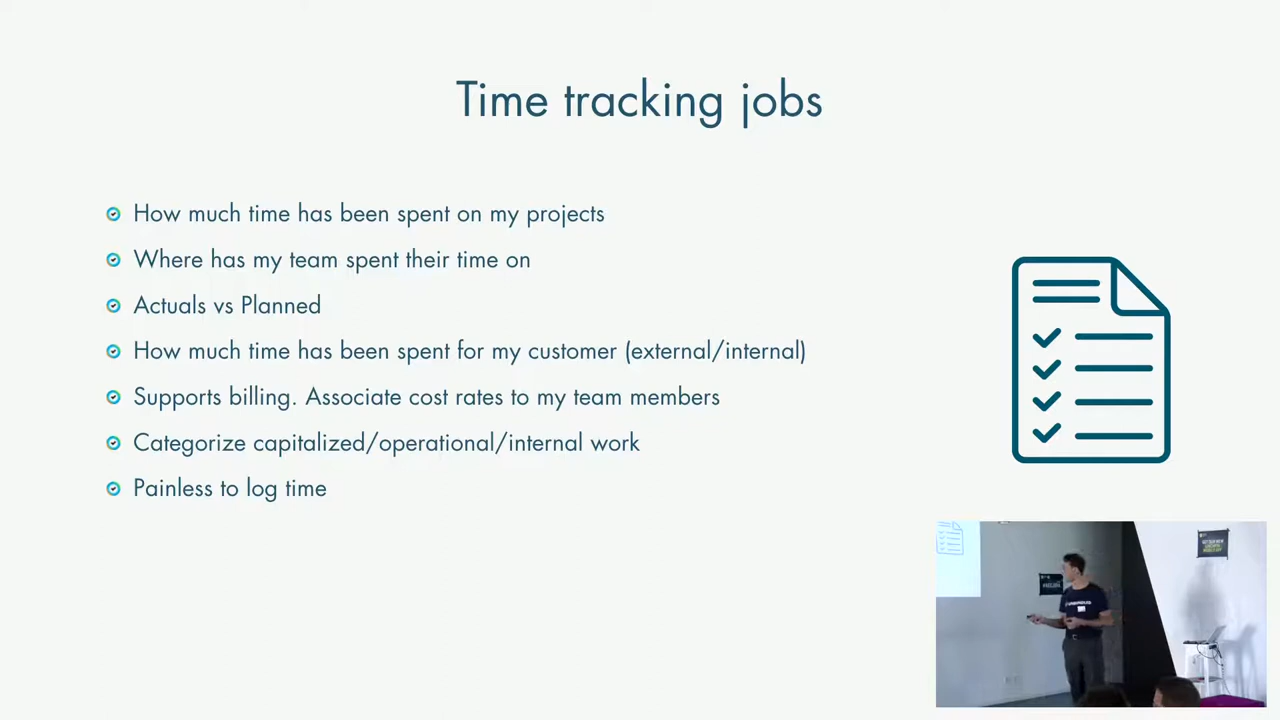 Time tracking jobs
How much time has been spent on my projects
Where has my team spent their time on
Actuals vs Planned
How much time has been spent for my customer (external/internal)
Supports billing. Associate cost rates to my team members
Categorize capitalized/operational/internal work
Painless to log time